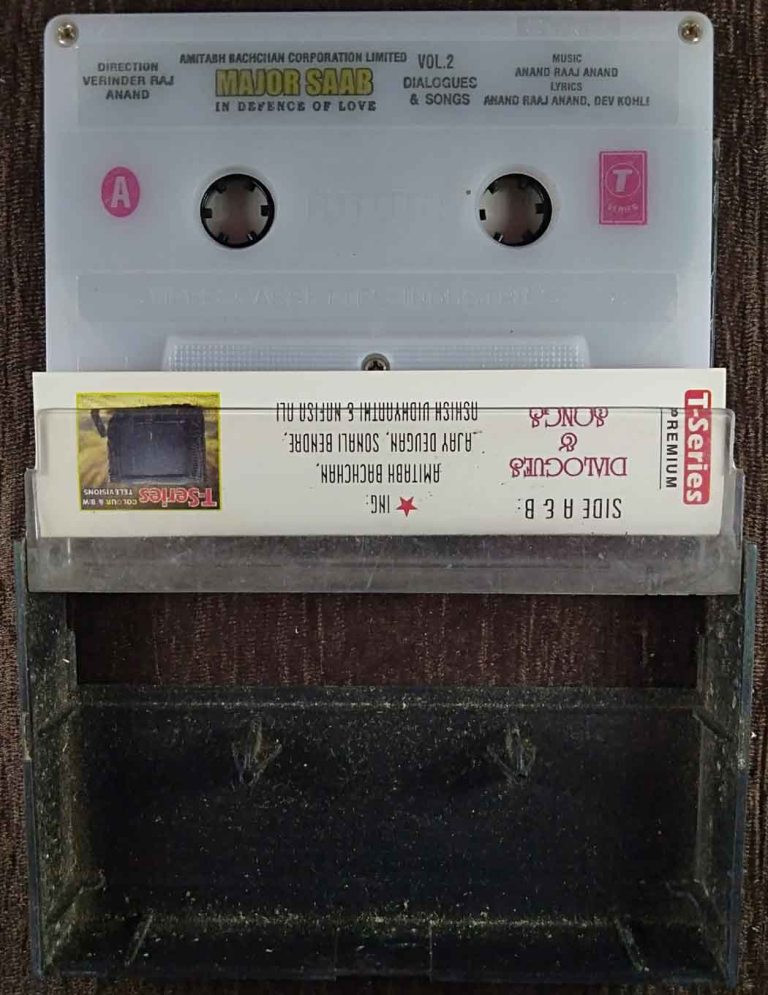 AMITABH BACHCHAN CORPORATION LIMITED
MAJOR SAAB
IN DEFENCE OF LOVE
DIRECTION
VERINDER RAJ
ANAND
VOL.2
DIALOGUES
& SONGS
MUSIC
ANAND RAAJ ANAND
LYRICS
ANAND RAAJ ANAND, DEV KOHLI
A
T
SERIES
T-Series
PREMIUM
SIDE A & B:
DIALOGUES
&
SONGS
★ING:
AMITABH BACHCHAN,
AJAY DEVGAN, SONALI BENDRE,
ASHISH VIDHYARTHI & NAFISA ALI
T-Series
COLOUR & B/W
TELEVISIONS